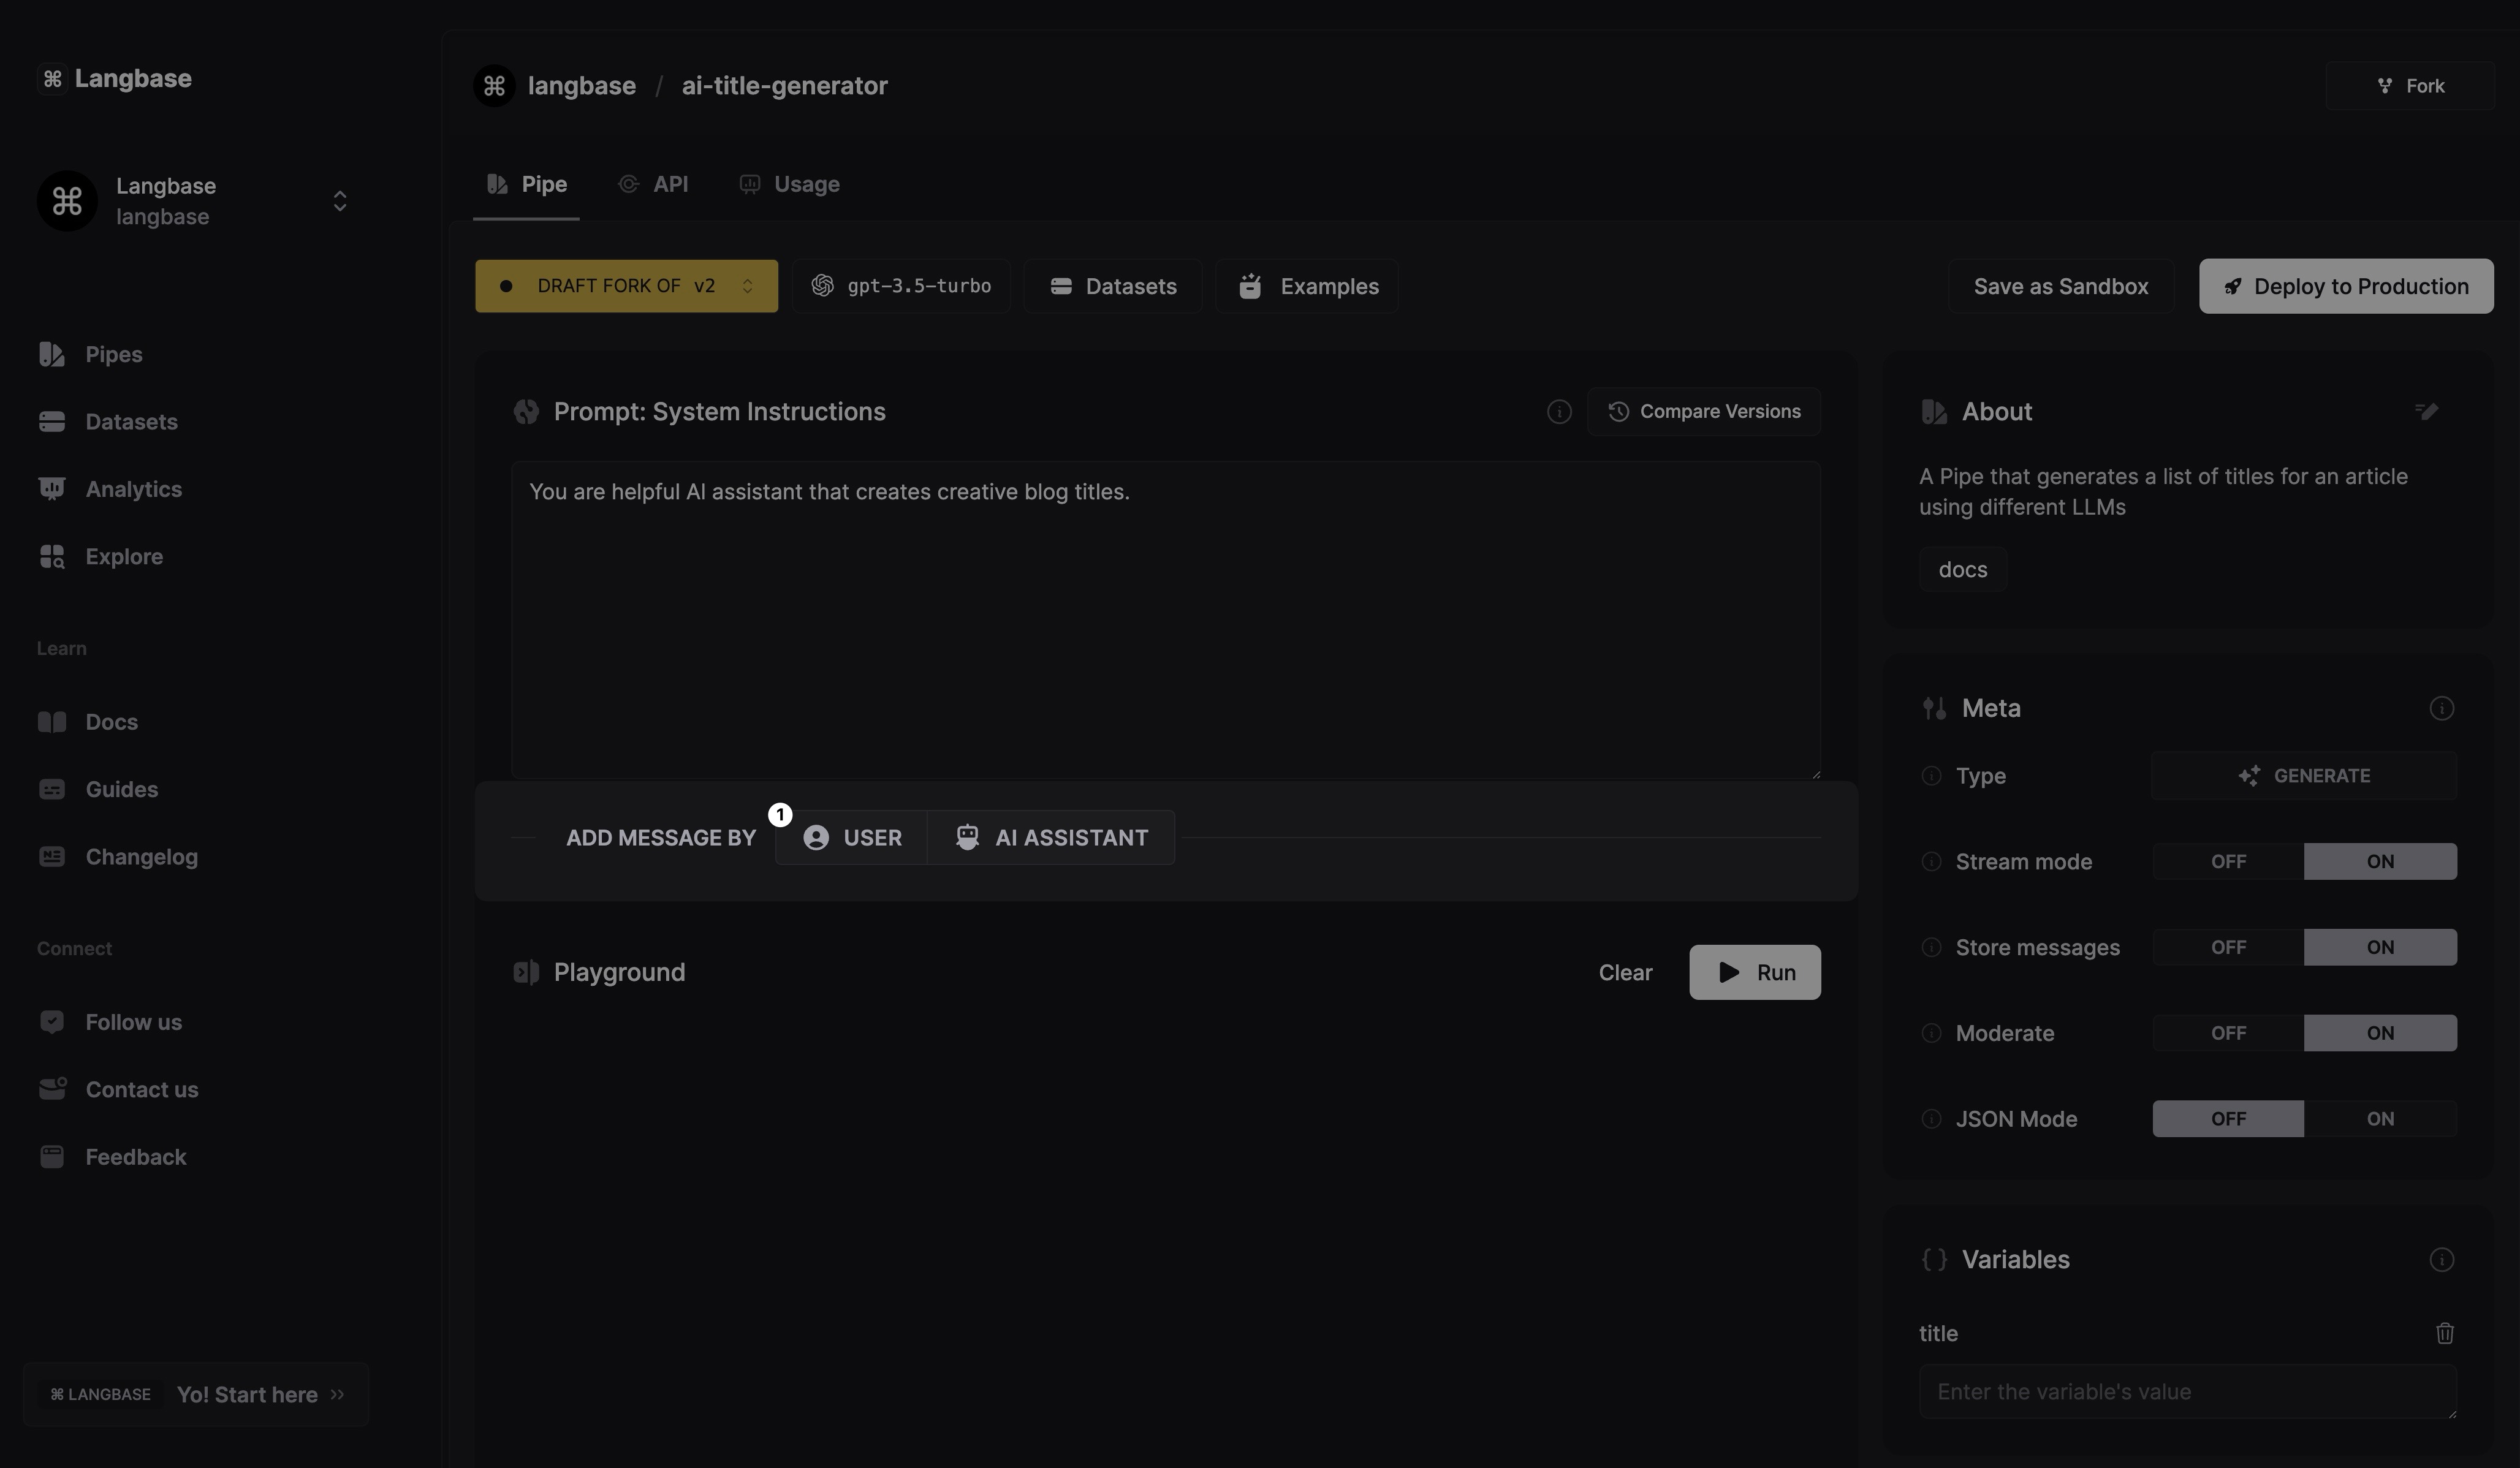 Langbase
Langbase
langbase
Pipes
Datasets
Analytics
Explore
Learn
Docs
Guides
Changelog
Connect
Follow us
Contact us
Feedback
⌘ LANGBASE Yo! Start here
langbase / ai-title-generator
Fork
Pipe API Usage
DRAFT FORK OF v2
gpt-3.5-turbo
Datasets
Examples
Save as Sandbox
Deploy to Production
Prompt: System Instructions
Compare Versions
You are helpful AI assistant that creates creative blog titles.
1
ADD MESSAGE BY USER AI ASSISTANT
Playground
Clear
Run
About
A Pipe that generates a list of titles for an article
using different LLMs
docs
Meta
Type GENERATE
Stream mode OFF ON
Store messages OFF ON
Moderate OFF ON
JSON Mode OFF ON
{ } Variables
title
Enter the variable's value